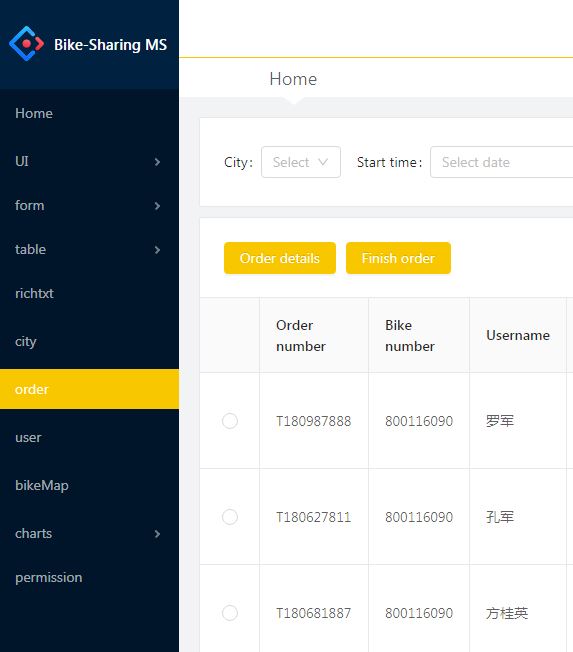 Bike-Sharing MS
Home
UI
form
table
richtxt
city
order
user
bikeMap
charts
permission
Home
City: Select Start time: Select date
Order details Finish order
Order number Bike number Username
T180987888 800116090 罗军
T180627811 800116090 孔军
T180681887 800116090 方桂英